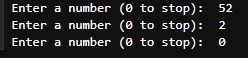 Enter a number (0 to stop):  52
Enter a number (0 to stop):  2
Enter a number (0 to stop):  0